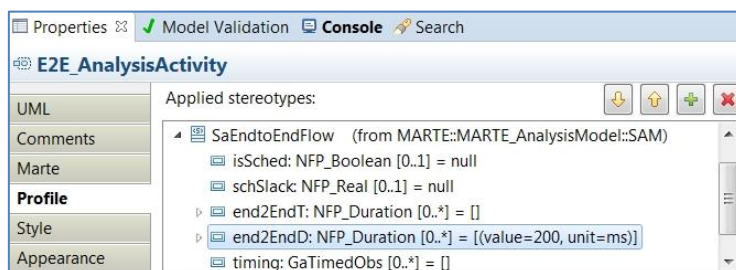 Properties Model Validation Console Search
E2E_AnalysisActivity
UML
Comments
Marte
Profile
Style
Appearance
Applied stereotypes:
SaEndtoEndFlow (from MARTE::MARTE_AnalysisModel::SAM)
isSched: NFP_Boolean [0..1] = null
schSlack: NFP_Real [0..1] = null
end2EndT: NFP_Duration [0..*] = []
end2EndD: NFP_Duration [0..*] = [(value=200, unit=ms)]
timing: GaTimedObs [0..*] = []